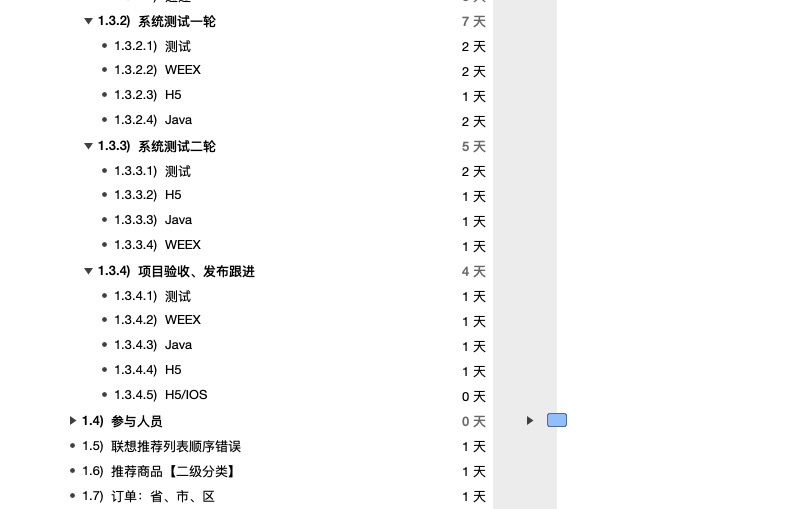 1.3.2) 系统测试一轮 7 天
1.3.2.1) 测试 2 天
1.3.2.2) WEEX 2 天
1.3.2.3) H5 1 天
1.3.2.4) Java 2 天
1.3.3) 系统测试二轮 5 天
1.3.3.1) 测试 2 天
1.3.3.2) H5 1 天
1.3.3.3) Java 1 天
1.3.3.4) WEEX 1 天
1.3.4) 项目验收、发布跟进 4 天
1.3.4.1) 测试 1 天
1.3.4.2) WEEX 1 天
1.3.4.3) Java 1 天
1.3.4.4) H5 1 天
1.3.4.5) H5/IOS 0 天
1.4) 参与人员 0 天
1.5) 联想推荐列表顺序错误 1 天
1.6) 推荐商品【二级分类】 1 天
1.7) 订单：省、市、区 1 天